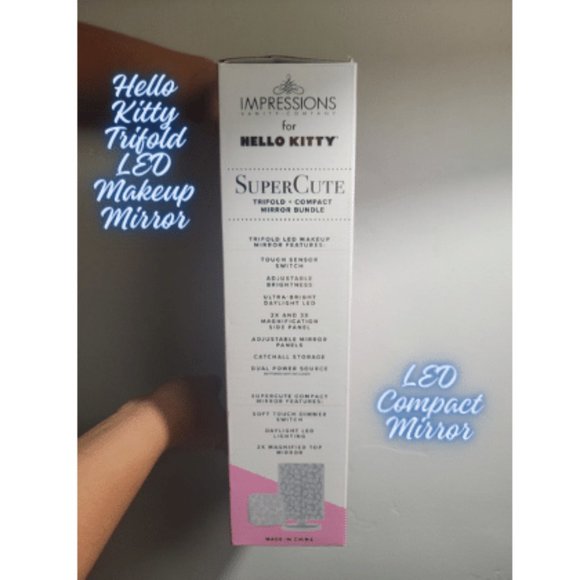 Hello
Kitty
Trifold
LED
Makeup
Mirror
IMPRESSIONS
VANITY COMPANY
for
HELLO KITTY
SUPERCUTE
TRIFOLD + COMPACT
MIRROR BUNDLE
TRIFOLD LED MAKEUP
MIRROR FEATURES:
TOUCH SENSOR
SWITCH
ADJUSTABLE
BRIGHTNESS
ULTRA BRIGHT
DAYLIGHT LED
2X AND 3X
MAGNIFICATION
SIDE PANEL
ADJUSTABLE MIRROR
PANELS
CATCHALL STORAGE
DUAL POWER SOURCE
SUPERCUTE COMPACT
MIRROR FEATURES:
SOFT TOUCH DIMMER
SWITCH
DAYLIGHT LED
LIGHTING
2X MAGNIFIED TOP
MIRROR
MADE IN CHINA
LED
Compact
Mirror